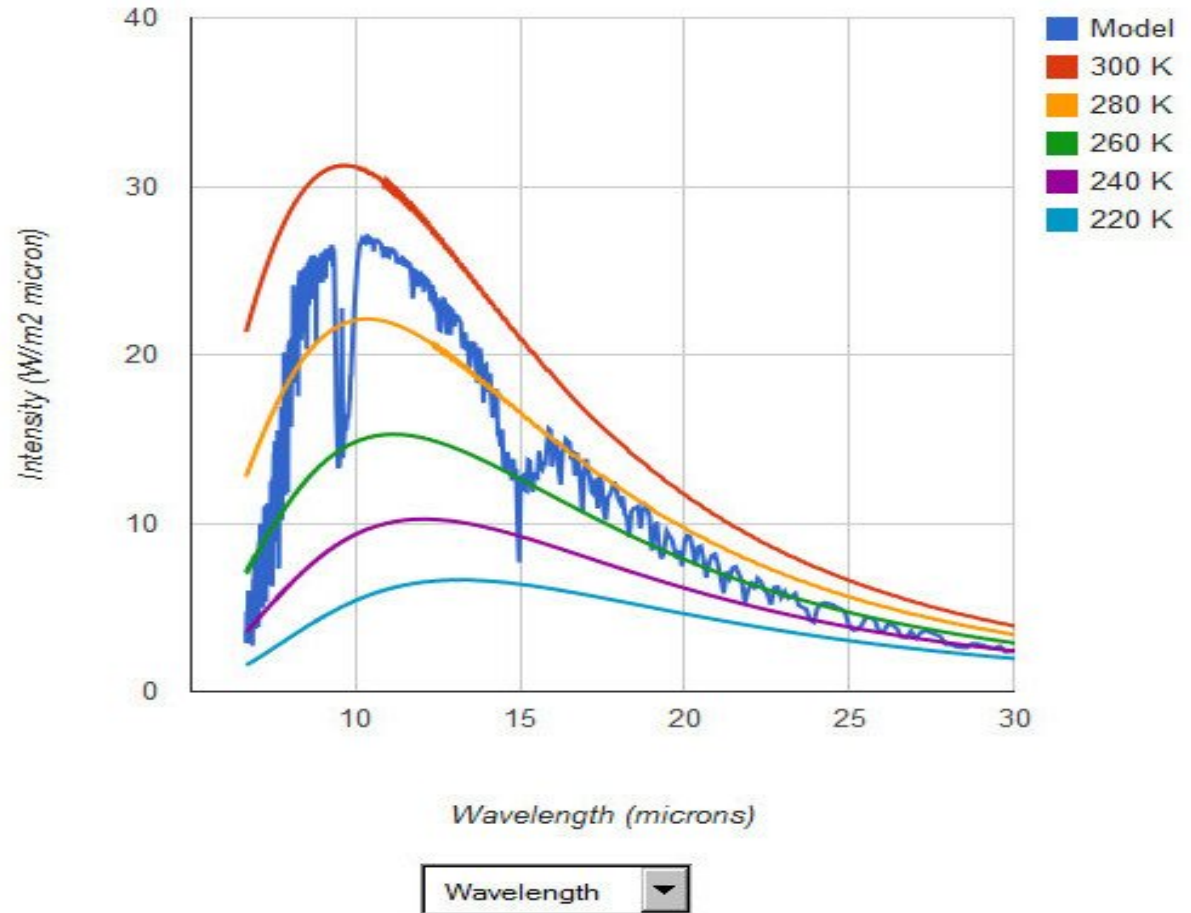 40
30
20
10
0
Intensity (W/m2 micron)
10 15 20 25 30
Wavelength (microns)
Model
300 K
280 K
260 K
240 K
220 K
Wavelength